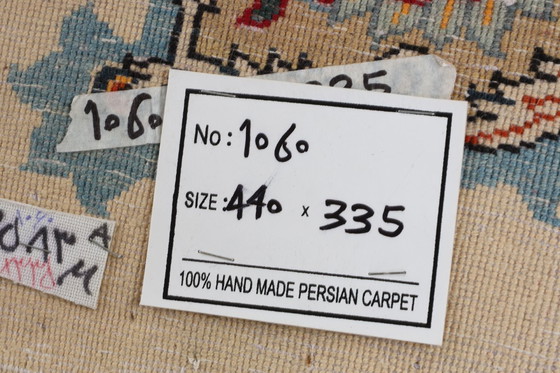 1060
No: 1060
SIZE: 440 x 335
100% HAND MADE PERSIAN CARPET